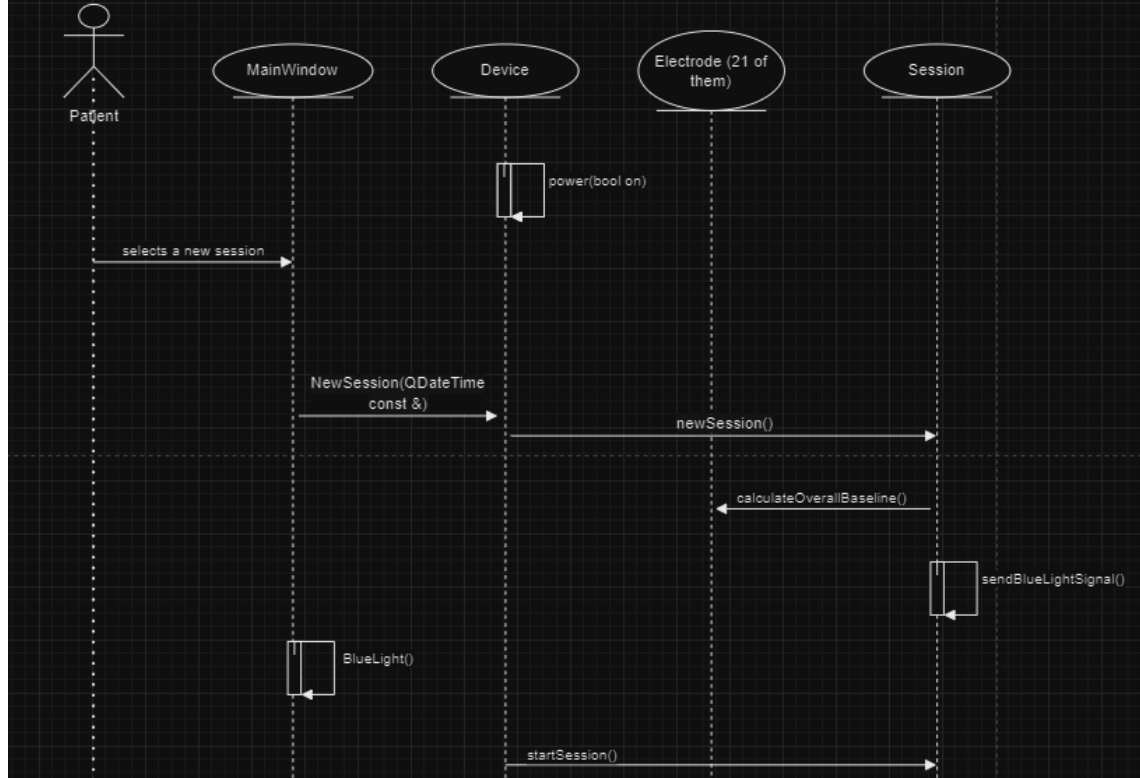 Patient
MainWindow
Device
Electrode (21 of
them)
Session
power(bool on)
selects a new session
NewSession(QDateTime
const &)
newSession()
calculateOverallBaseline()
sendBlueLightSignal()
BlueLight()
startSession()